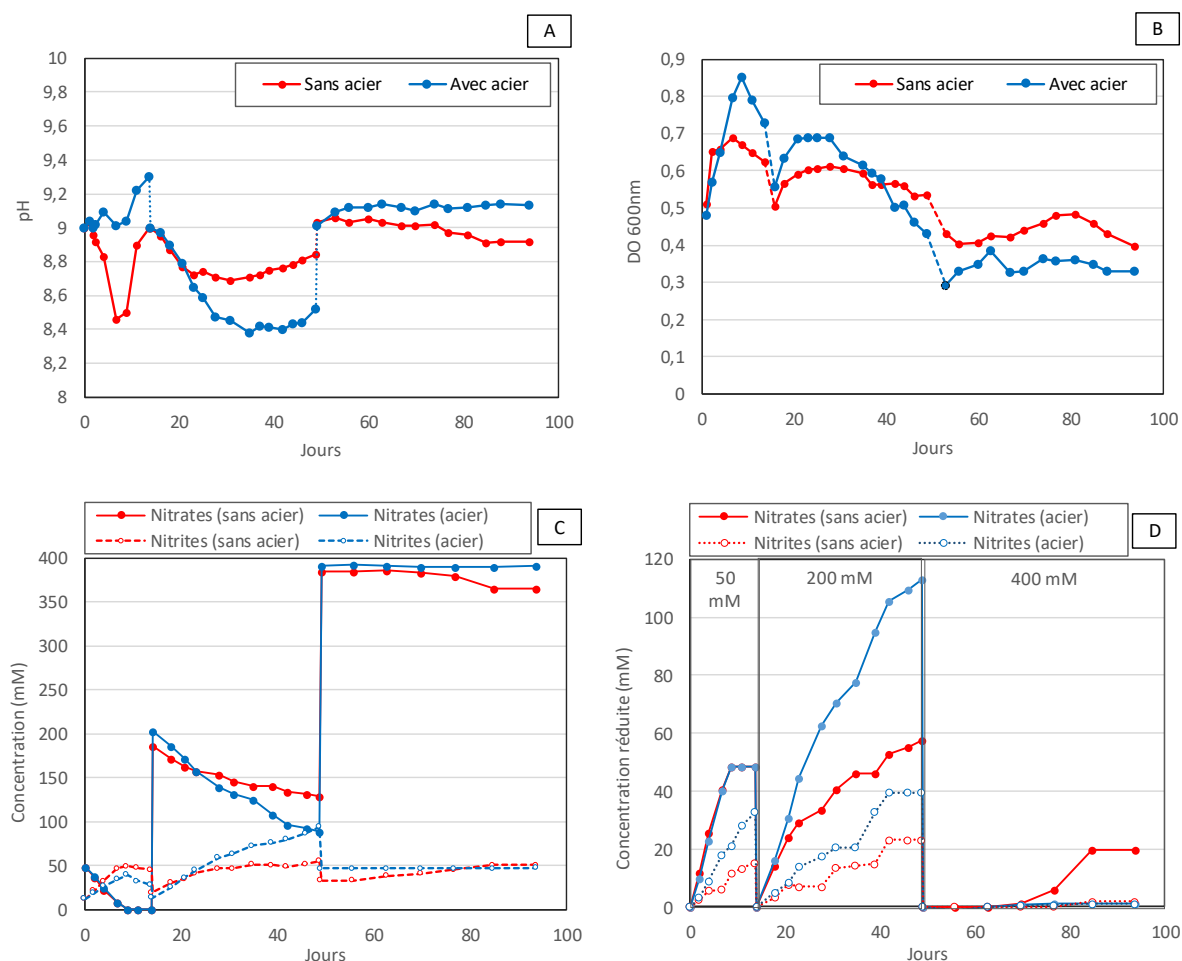 A
pH
10
9,8
9,6
9,4
9,2
9
8,8
8,6
8,4
8,2
8
Sans acier Avec acier
0 20 40 60 80 100
Jours
B
DO 600nm
0,9
0,8
0,7
0,6
0,5
0,4
0,3
0,2
0,1
0
Sans acier Avec acier
0 20 40 60 80 100
Jours
Nitrates (sans acier) Nitrates (acier)
Nitrites (sans acier) Nitrites (acier)
C
Concentration (mM)
400
350
300
250
200
150
100
50
0
0 20 40 60 80 100
Jours
Nitrates (sans acier) Nitrates (acier)
Nitrites (sans acier) Nitrites (acier)
D
Concentration réduite (mM)
120
100
80
60
40
20
0
50
mM
200 mM
400 mM
0 20 40 60 80 100
Jours